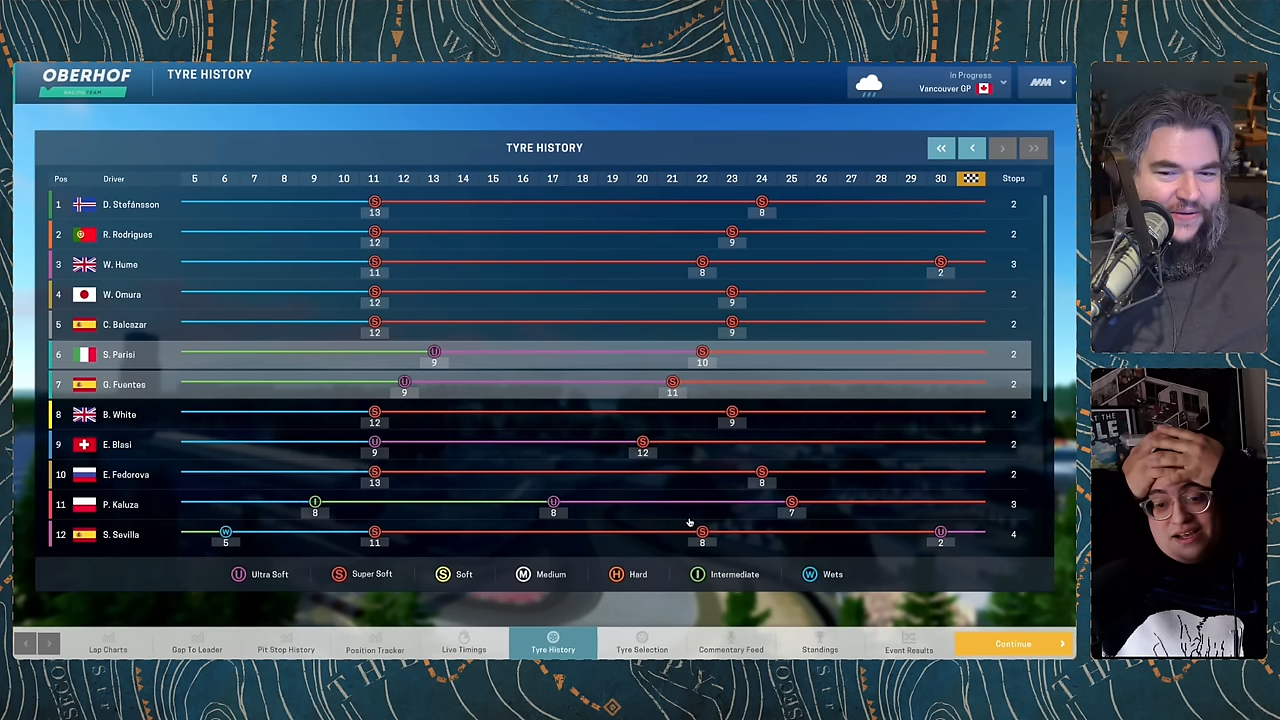 OBERHOF
RACING TEAM
TYRE HISTORY
In Progress
Vancouver GP
TYRE HISTORY
Pos Driver 5 6 7 8 9 10 11 12 13 14 15 16 17 18 19 20 21 22 23 24 25 26 27 28 29 30 Stops
1 D. Stefánsson S 13 S 8 2
2 R. Rodrigues S 12 S 9 2
3 W. Hume S 11 S 8 S 2 3
4 W. Omura S 12 S 9 2
5 C. Balcazar S 12 S 9 2
6 S. Parisi U 9 S 10 2
7 G. Fuentes U 9 S 11 2
8 B. White S 12 S 9 2
9 E. Blasi U 9 S 12 2
10 E. Fedorova S 13 S 8 2
11 P. Kaluza I 8 U 8 S 7 3
12 S. Sevilla W 5 S 11 S 8 U 2 4
U Ultra Soft S Super Soft S Soft M Medium H Hard I Intermediate W Wets
Lap Charts Gap To Leader Pit Stop History Position Tracker Live Timings Tyre History Tyre Selection Commentary Feed Standings Event Results Continue
AT THE